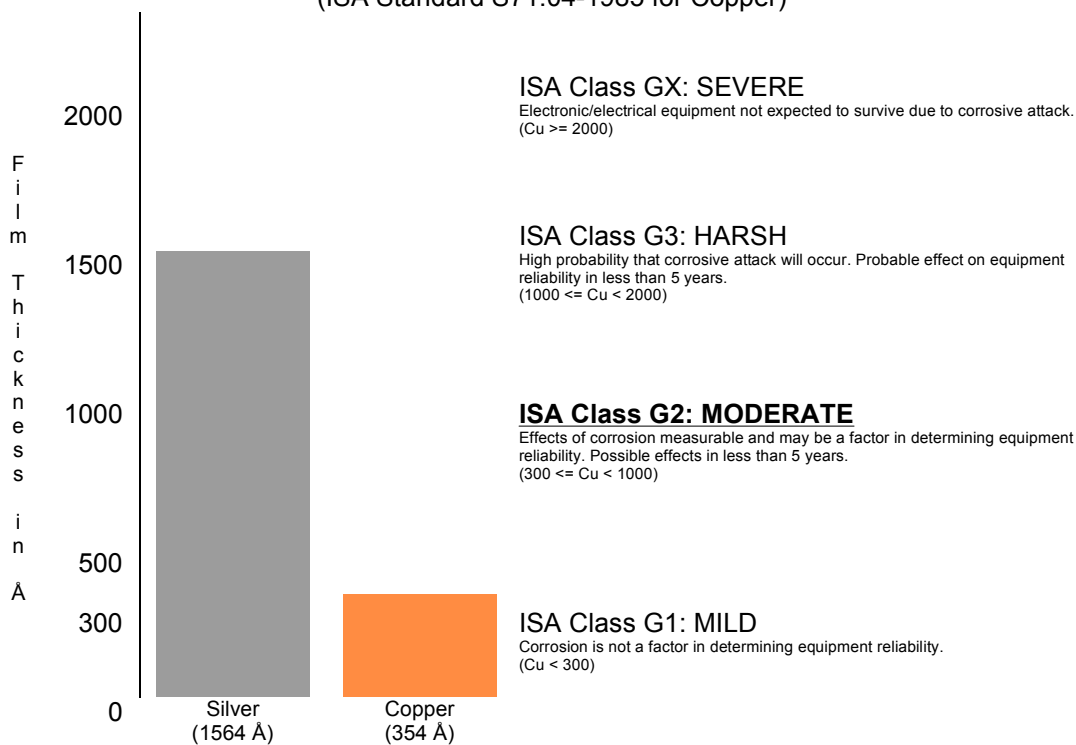 (ISA Standard S71.04-1985 for Copper)
ISA Class GX: SEVERE
Electronic/electrical equipment not expected to survive due to corrosive attack.
(Cu >= 2000)
2000
Film Thickness in Å
ISA Class G3: HARSH
High probability that corrosive attack will occur. Probable effect on equipment
reliability in less than 5 years.
(1000 <= Cu < 2000)
1500
ISA Class G2: MODERATE
Effects of corrosion measurable and may be a factor in determining equipment
reliability. Possible effects in less than 5 years.
(300 <= Cu < 1000)
1000
500
300
ISA Class G1: MILD
Corrosion is not a factor in determining equipment reliability.
(Cu < 300)
0
Silver
(1564 Å)
Copper
(354 Å)